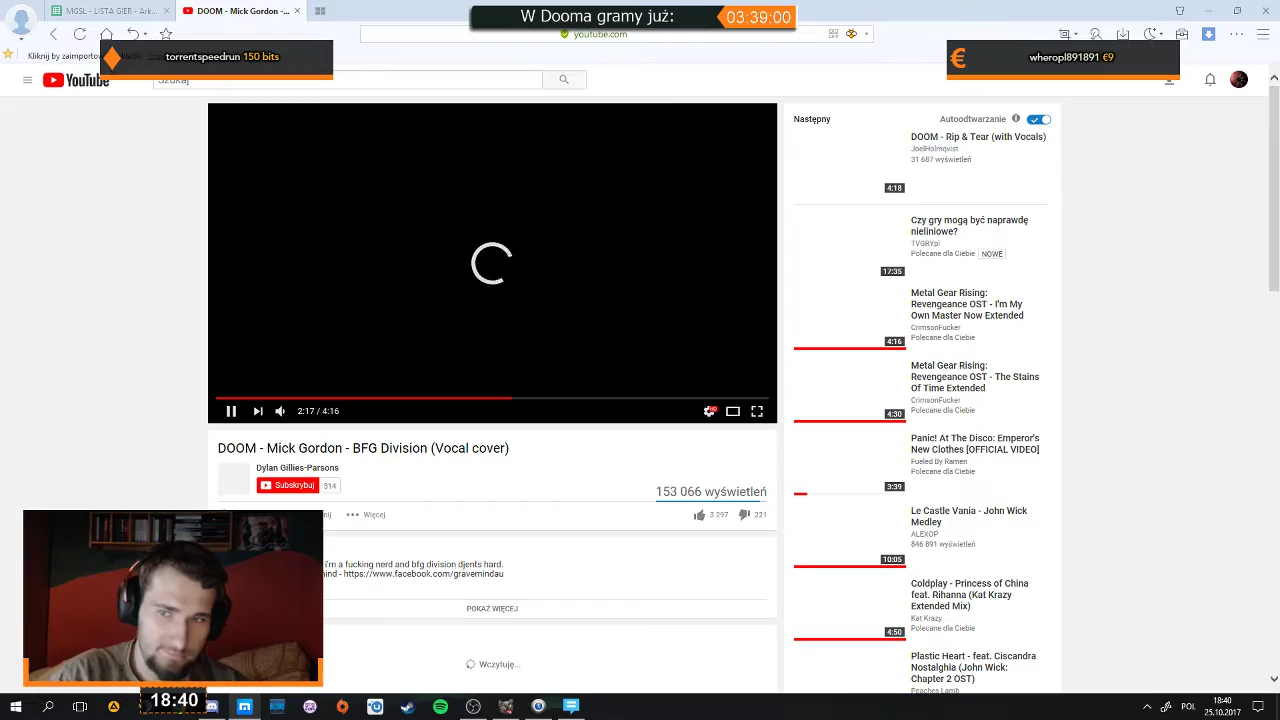 MGSL - LISTA GIER - Ark
DOOM - Mick Gordon -
W Dooma gramy już:
03:39:00
youtube.com
Kliknij by zaimportow
torrentspeedrun 150 bits
wheropl891891 €9
YouTube
Szukaj
Następny
Autoodtwarzanie
DOOM - Rip & Tear (with Vocals)
JoelHolmqvist
31 687 wyświetleń
4:18
Czy gry mogą być naprawdę
nieliniowe?
TVGRYpl
Polecane dla Ciebie NOWE
17:35
Metal Gear Rising:
Revengeance OST - I'm My
Own Master Now Extended
CrimsonFucker
Polecane dla Ciebie
4:16
Metal Gear Rising:
Revengeance OST - The Stains
Of Time Extended
CrimsonFucker
Polecane dla Ciebie
4:30
Panic! At The Disco: Emperor's
New Clothes [OFFICIAL VIDEO]
Fueled By Ramen
Polecane dla Ciebie
3:39
Le Castle Vania - John Wick
Medley
ALEXOP
846 891 wyświetleń
10:05
Coldplay - Princess of China
feat. Rihanna (Kat Krazy
Extended Mix)
Kat Krazy
Polecane dla Ciebie
4:50
Plastic Heart - feat. Ciscandra
Nostalghia (John Wick:
Chapter 2 OST)
Peaches Lamb
2:17 / 4:16
DOOM - Mick Gordon - BFG Division (Vocal cover)
Dylan Gillies-Parsons
Subskrybuj 314
153 066 wyświetleń
nij
Więcej
3 297
221
i'm a fucking nerd and bfg division djents hard.
ind - https://www.facebook.com/gravemindau
POKAŻ WIĘCEJ
Wczytuję...
18:40
POL
18:40
25.10.2017